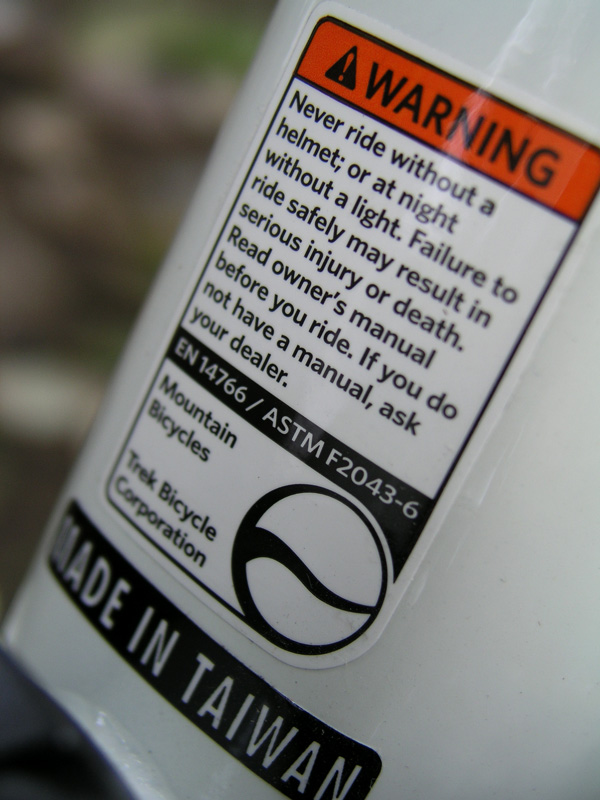 WARNING
Never ride without a
helmet; or at night
without a light. Failure to
ride safely may result in
serious injury or death.
Read owner's manual
before you ride. If you do
not have a manual, ask
your dealer.
EN 14766 / ASTM F2043-6
Mountain
Bicycles
Trek Bicycle
Corporation
MADE IN TAIWAN